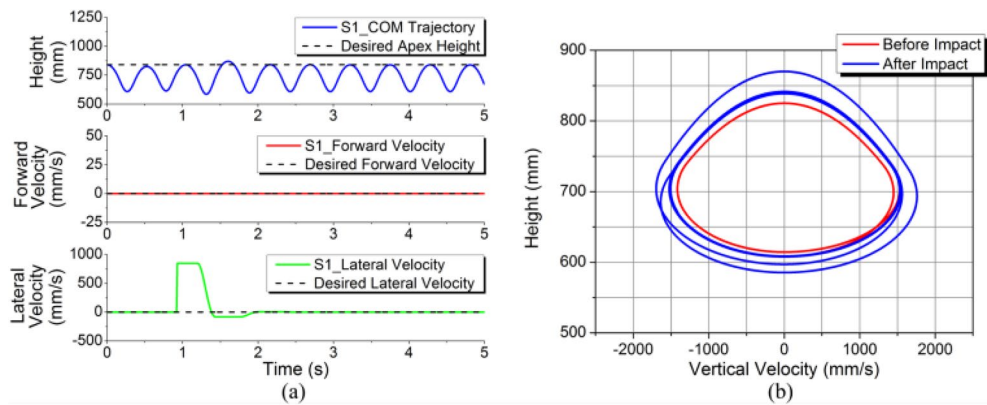 1250
1000
750
500
Height
(mm)
S1_COM Trajectory
Desired Apex Height
0 1 2 3 4 5
50
25
0
-25
Forward
Velocity
(mm/s)
S1_Forward Velocity
Desired Forward Velocity
0 1 2 3 4 5
1000
500
0
-500
Lateral
Velocity
(mm/s)
S1_Lateral Velocity
Desired Lateral Velocity
0 1 2 3 4 5
Time (s)
(a)
900
800
700
600
500
Height (mm)
Before Impact
After Impact
-2000 -1000 0 1000 2000
Vertical Velocity (mm/s)
(b)